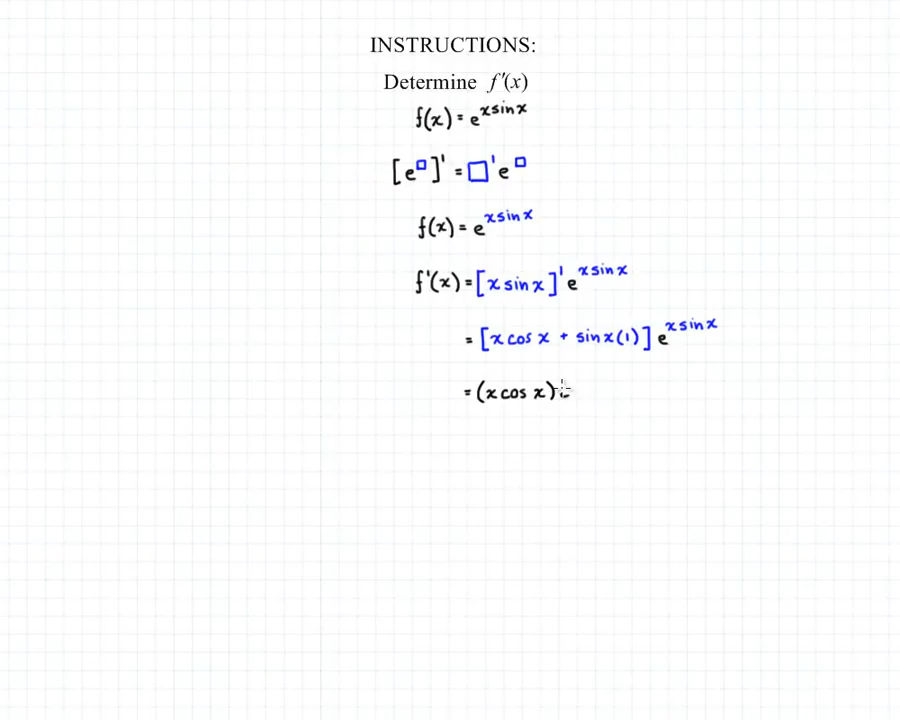 INSTRUCTIONS:
Determine f'(x)
f(x) = e^{x sin x}
[e^□]' = □' e^□
f(x) = e^{x sin x}
f'(x) = [x sin x]' e^{x sin x}
= [x cos x + sin x (1)] e^{x sin x}
= (x cos x)